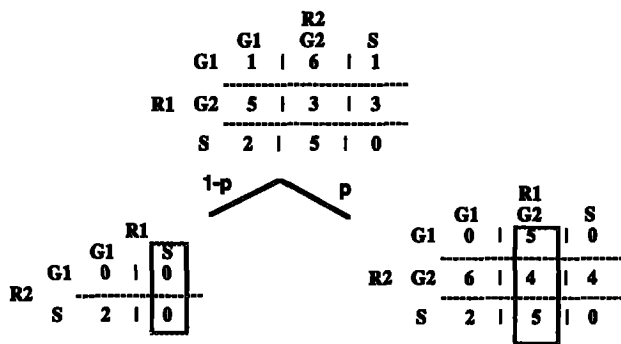 R2
G1 G2 S
G1 1 | 6 | 1
R1 G2 5 | 3 | 3
S 2 | 5 | 0
1-p p
R1
G1 S
G1 0 | 0
R2
S 2 | 0
R1
G1 G2 S
G1 0 | 5 | 0
R2 G2 6 | 4 | 4
S 2 | 5 | 0